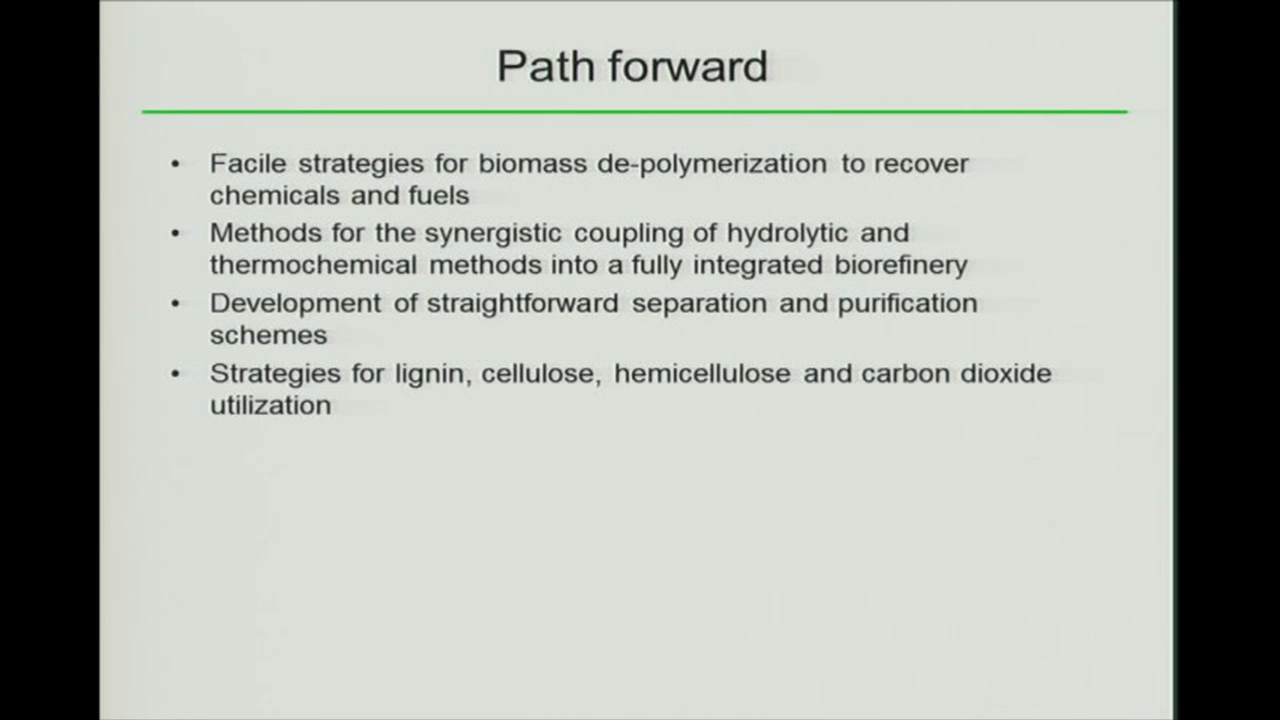 Path forward
• Facile strategies for biomass de-polymerization to recover
chemicals and fuels
• Methods for the synergistic coupling of hydrolytic and
thermochemical methods into a fully integrated biorefinery
• Development of straightforward separation and purification
schemes
• Strategies for lignin, cellulose, hemicellulose and carbon dioxide
utilization